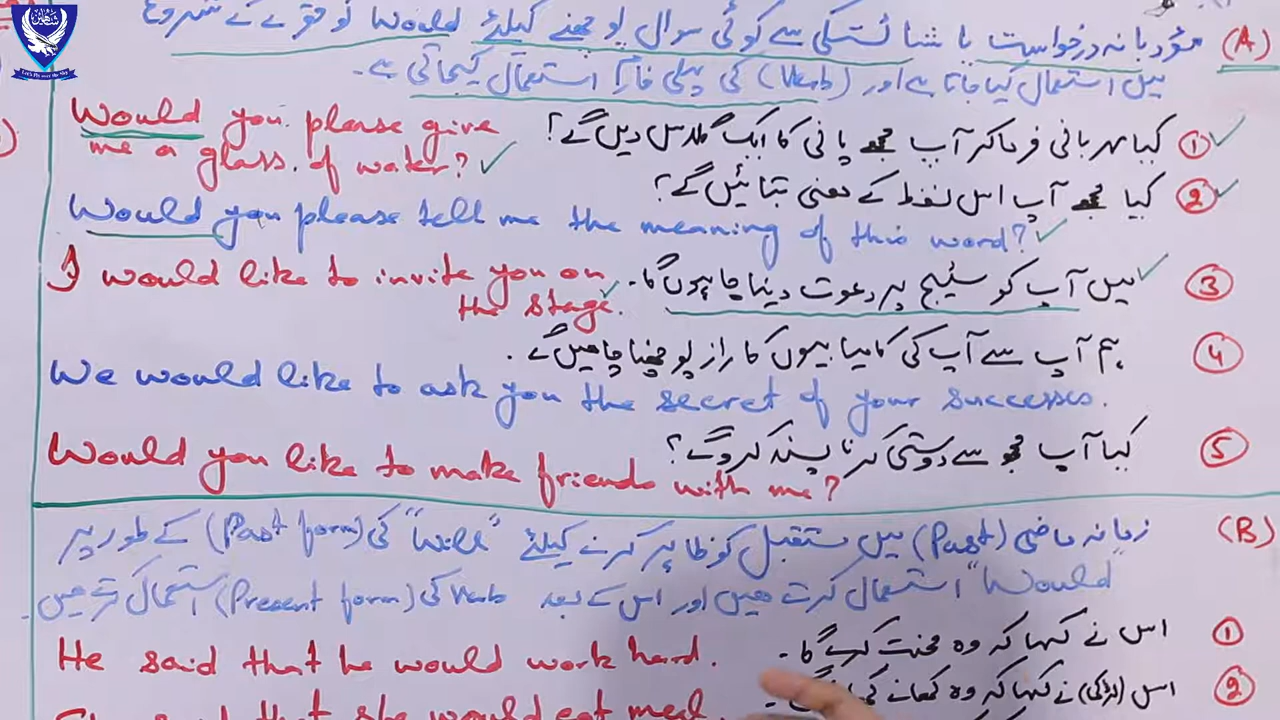 (A) مؤدبانہ درخواست یا شائستگی سے کوئی سوال پوچھنے کیلئے Would کو فقرے کے شروع
میں استعمال کیا جاتا ہے اور (Verb) کی پہلی فارم استعمال کیجاتی ہے۔
① کیا مہربانی فرما کر آپ مجھے پانی کا ایک گلاس دیں گے؟
Would you please give
me a glass of water?
② کیا مجھے آپ اس لفظ کے معنی بتائیں گے؟
Would you please tell me the meaning of this word?
③ میں آپ کو سٹیج پر دعوت دینا چاہوں گا۔
I would like to invite you on
the stage.
④ ہم آپ سے آپ کی کامیابیوں کا راز پوچھنا چاہیں گے۔
We would like to ask you the secret of your successes.
⑤ کیا آپ مجھ سے دوستی کرنا پسند کرو گے؟
Would you like to make friends with me?
(B) زمانہ ماضی (Past) میں مستقبل کو ظاہر کرنے کیلئے "Will" کی (Past form) کے طور پر
"Would" استعمال کرتے ہیں اور اس کے بعد Verb کی (Present form) استعمال کرتے ہیں۔
① اس نے کہا کہ وہ محنت کرے گا۔
He said that he would work hard.
② اس (لڑکی) نے کہا کہ وہ کھانے کی
said that she would eat meal.